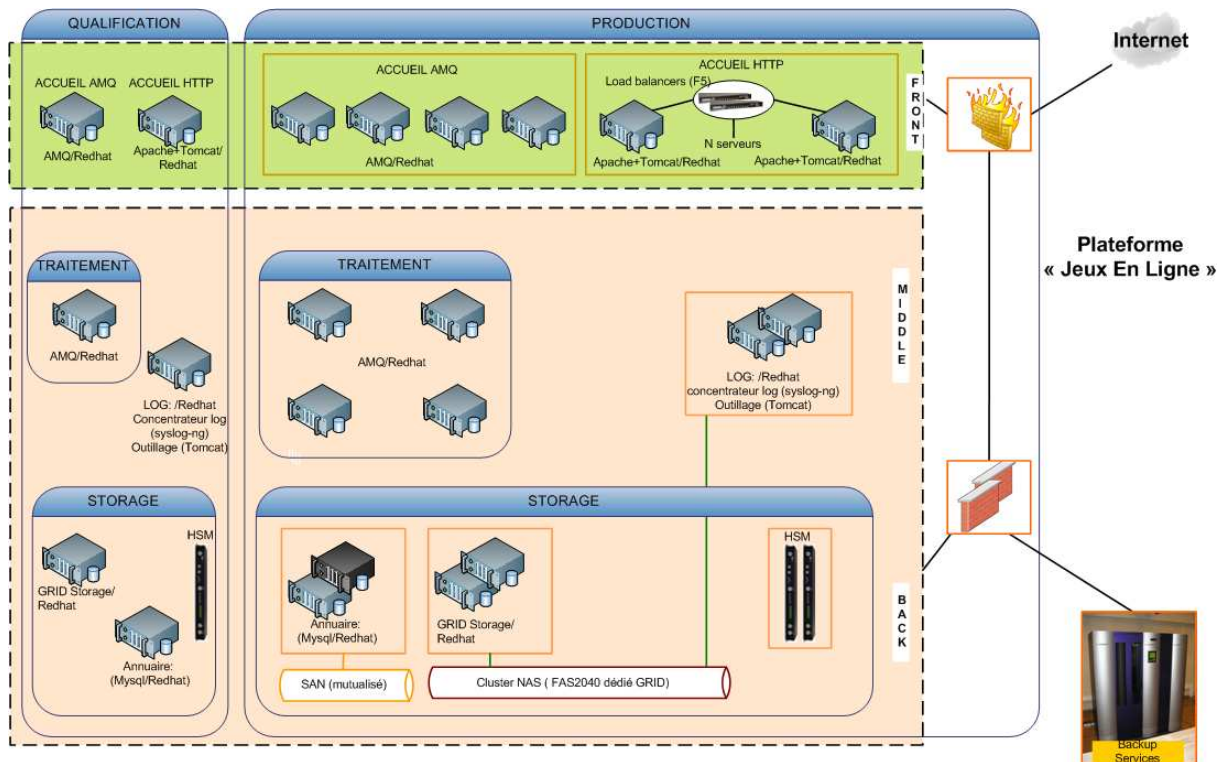 QUALIFICATION
PRODUCTION
Internet
ACCUEIL AMQ
ACCUEIL HTTP
AMQ/Redhat
Apache+Tomcat/
Redhat
ACCUEIL AMQ
AMQ/Redhat
ACCUEIL HTTP
Load balancers (F5)
N serveurs
Apache+Tomcat/Redhat
Apache+Tomcat/Redhat
FRONT
Plateforme
« Jeux En Ligne »
TRAITEMENT
AMQ/Redhat
LOG: /Redhat
Concentrateur log
(syslog-ng)
Outillage (Tomcat)
TRAITEMENT
AMQ/Redhat
LOG: /Redhat
concentrateur log (syslog-ng)
Outillage (Tomcat)
MIDDLE
STORAGE
HSM
GRID Storage/
Redhat
Annuaire:
(Mysql/Redhat)
STORAGE
Annuaire:
(Mysql/Redhat)
GRID Storage/
Redhat
HSM
SAN (mutualisé)
Cluster NAS ( FAS2040 dédié GRID)
BACK
Backup
Services